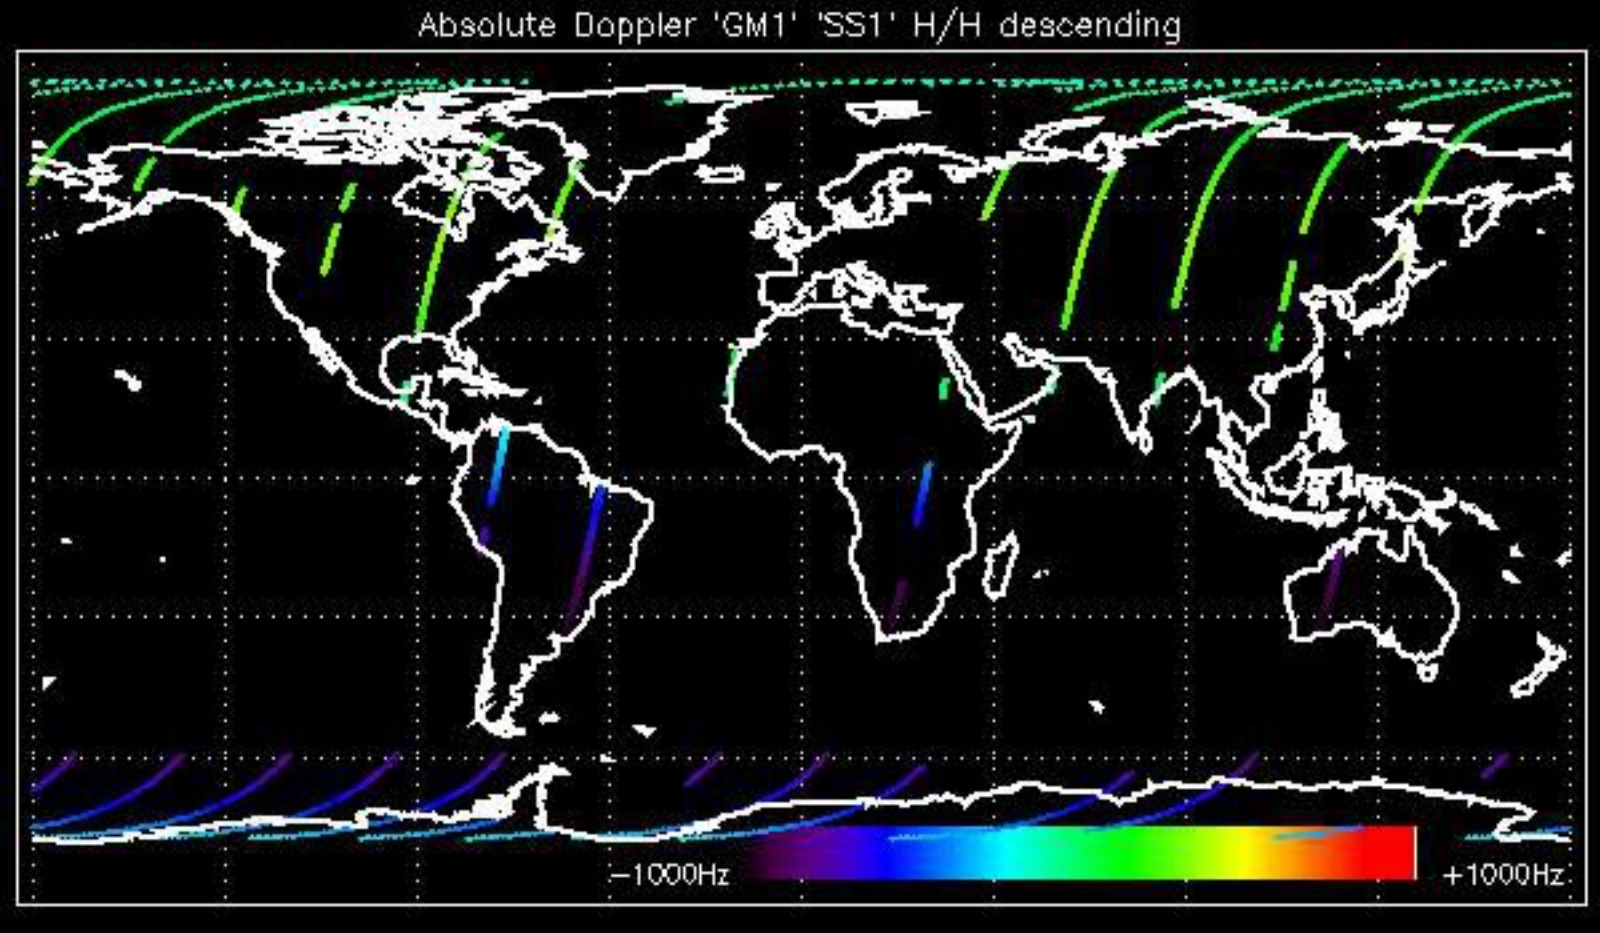 Absolute Doppler 'GM1' 'SS1' H/H descending
−1000Hz +1000Hz